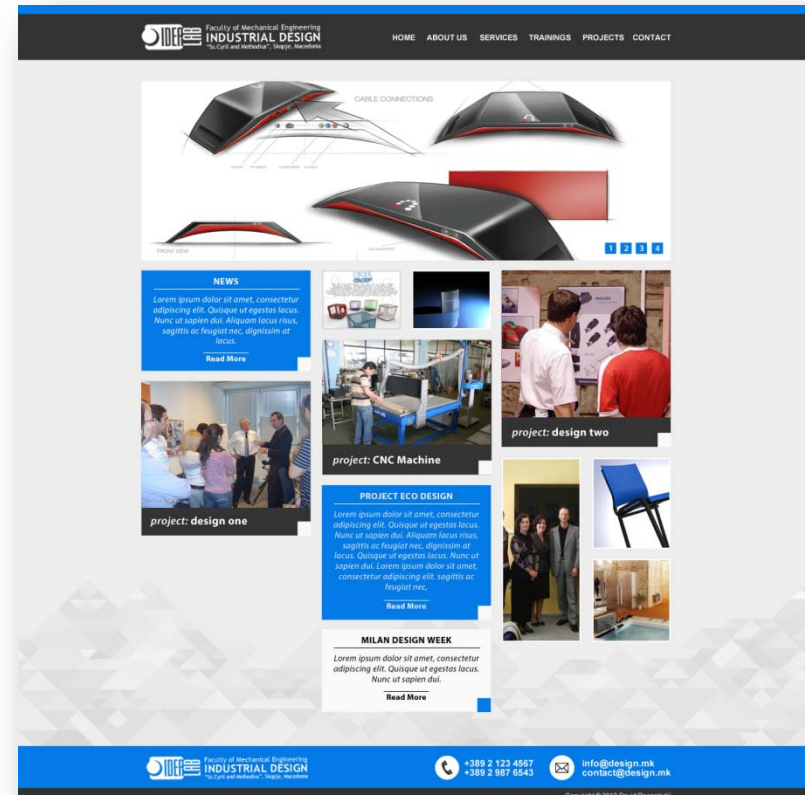 IDEA LAB
Faculty of Mechanical Engineering
INDUSTRIAL DESIGN
"Ss.Cyril and Methodius", Skopje, Macedonia
HOME ABOUT US SERVICES TRAININGS PROJECTS CONTACT
CABLE CONNECTIONS
FRONT VIEW
1 2 3 4
NEWS
Lorem ipsum dolor sit amet, consectetur
adipiscing elit. Quisque ut egestas lacus.
Nunc ut sapien dui. Aliquam lacus risus,
sagittis ac feugiat nec, dignissim at
lacus.
Read More
project: design one
project: CNC Machine
PROJECT ECO DESIGN
Lorem ipsum dolor sit amet, consectetur
adipiscing elit. Quisque ut egestas lacus.
Nunc ut sapien dui. Aliquam lacus risus,
sagittis ac feugiat nec, dignissim at
lacus. Quisque ut egestas lacus. Nunc ut
sapien dui. Lorem ipsum dolor sit amet,
consectetur adipiscing elit. sagittis ac
feugiat nec,
Read More
MILAN DESIGN WEEK
Lorem ipsum dolor sit amet, consectetur
adipiscing elit. Quisque ut egestas lacus.
Nunc ut sapien dui.
Read More
PHILIPS
project: design two
Faculty of Mechanical Engineering
INDUSTRIAL DESIGN
"Ss.Cyril and Methodius", Skopje, Macedonia
+389 2 123 4567
+389 2 987 6543
info@design.mk
contact@design.mk